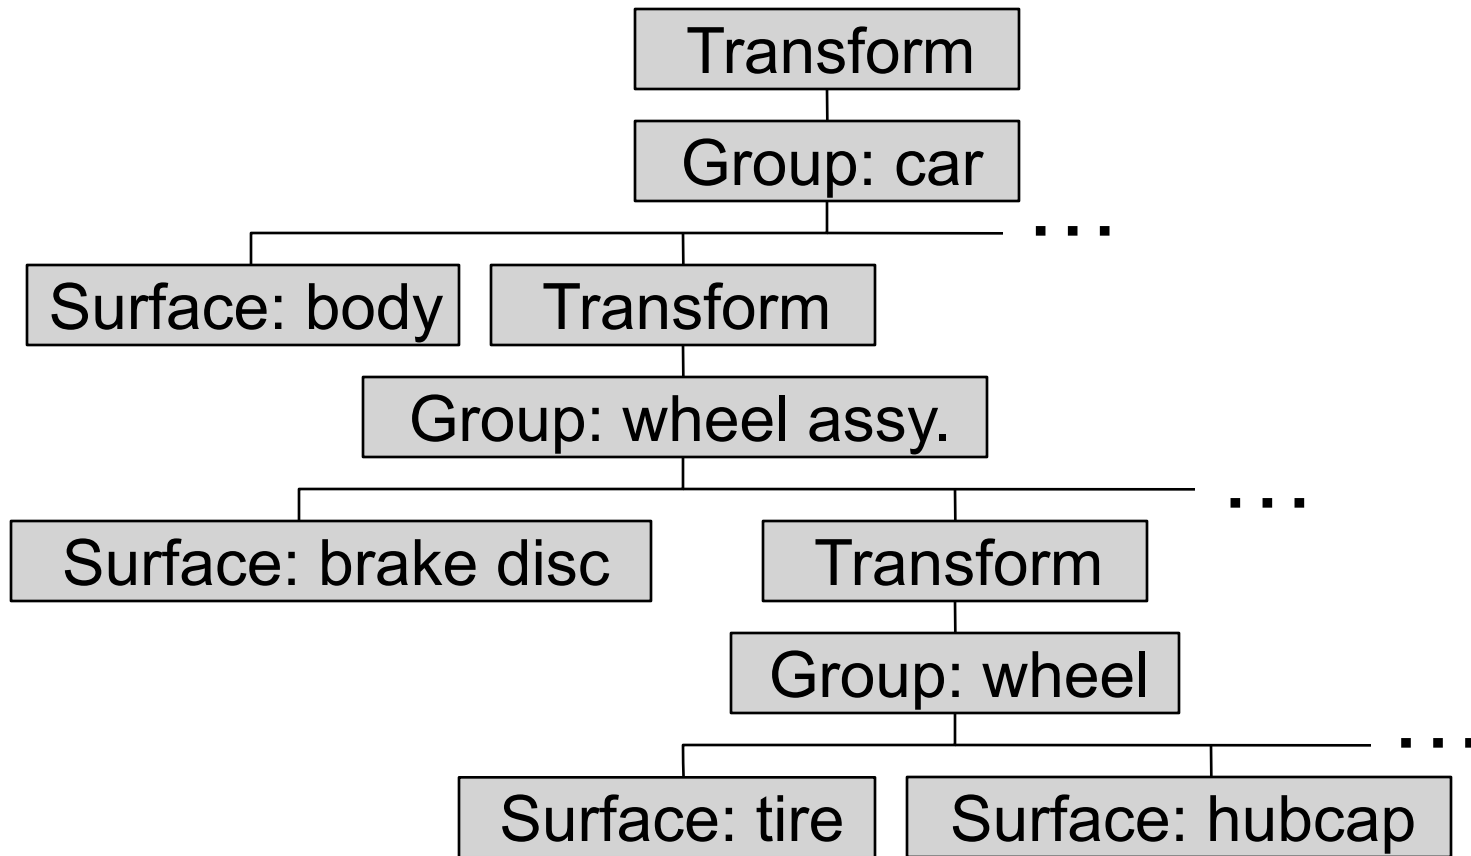 Transform
Group: car
...
Surface: body
Transform
Group: wheel assy.
...
Surface: brake disc
Transform
Group: wheel
...
Surface: tire
Surface: hubcap